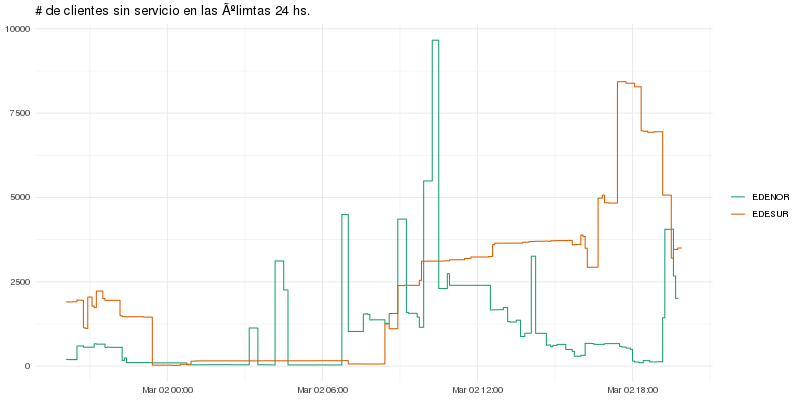 # de clientes sin servicio en las Ãºlimtas 24 hs.
10000
7500
5000
2500
0
EDENOR
EDESUR
Mar 02 00:00
Mar 02 06:00
Mar 02 12:00
Mar 02 18:00